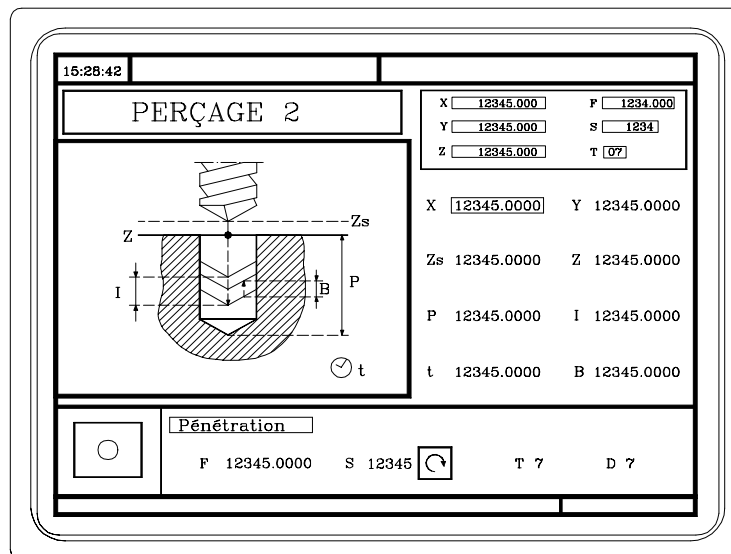 15:28:42
PERÇAGE 2
X 12345.000 F 1234.000
Y 12345.000 S 1234
Z 12345.000 T 07
Zs
Z
I
B
P
t
X 12345.0000 Y 12345.0000
Zs 12345.0000 Z 12345.0000
P 12345.0000 I 12345.0000
t 12345.0000 B 12345.0000
Pénétration
F 12345.0000 S 12345 T 7 D 7